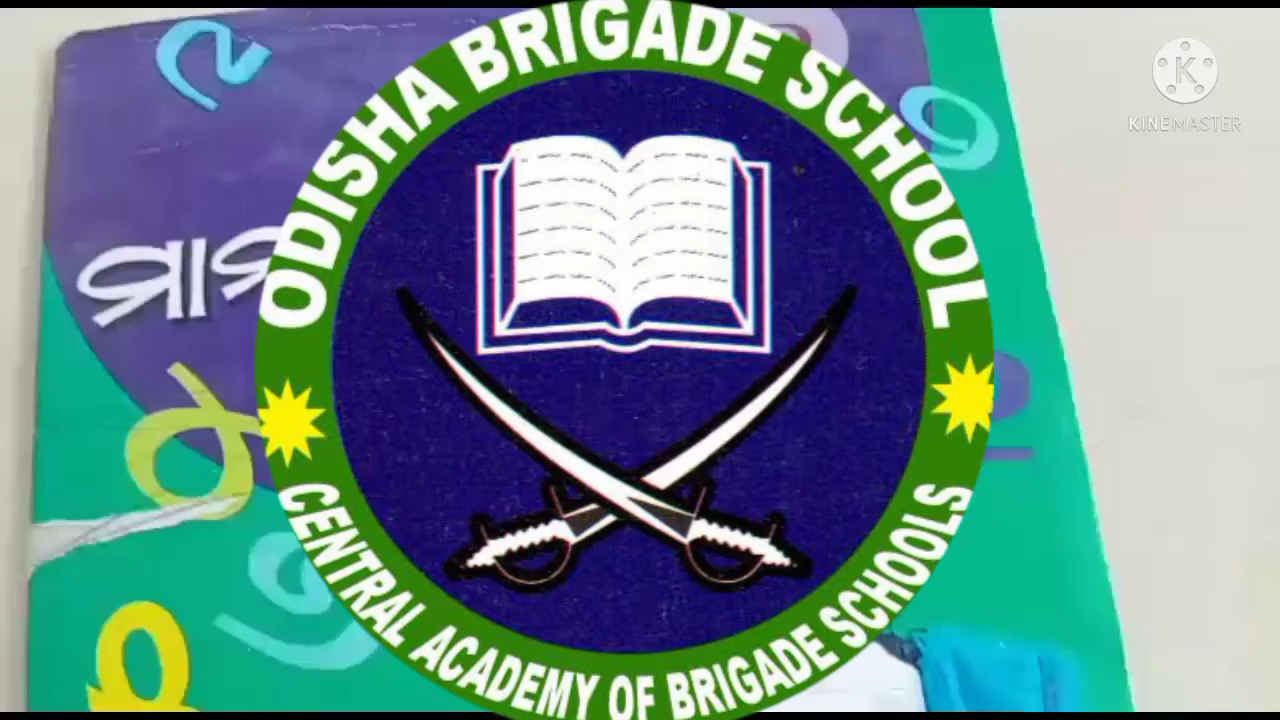 ODISHA BRIGADE SCHOOL
CENTRAL ACADEMY OF BRIGADE SCHOOLS
K
KINEMASTER